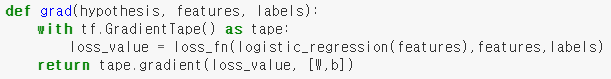 def grad(hypothesis, features, labels):
    with tf.GradientTape() as tape:
        loss_value = loss_fn(logistic_regression(features),features,labels)
    return tape.gradient(loss_value, [W,b])